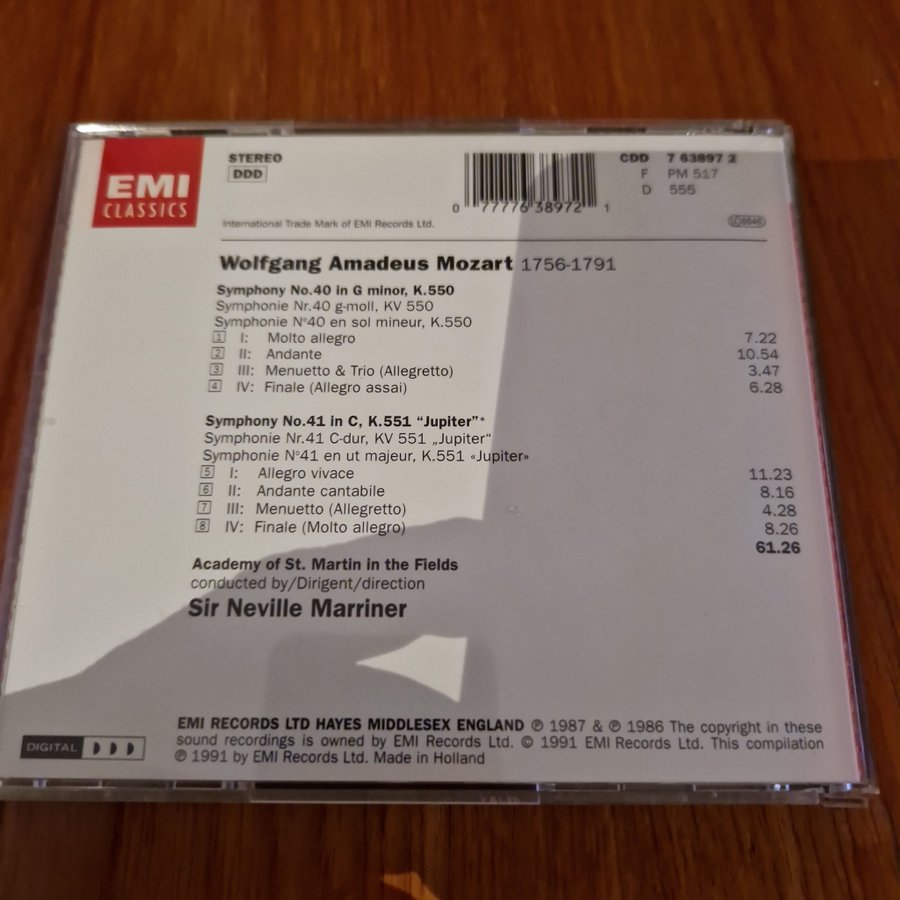 EMI
CLASSICS
STEREO
DDD
0 77776 38972 1
CDD 7 63897 2
F PM 517
D 555
International Trade Mark of EMI Records Ltd.
Wolfgang Amadeus Mozart 1756-1791
Symphony No.40 in G minor, K.550
Symphonie Nr.40 g-moll, KV 550
Symphonie N°40 en sol mineur, K.550
1 I: Molto allegro 7.22
2 II: Andante 10.54
3 III: Menuetto & Trio (Allegretto) 3.47
4 IV: Finale (Allegro assai) 6.28
Symphony No.41 in C, K.551 “Jupiter”*
Symphonie Nr.41 C-dur, KV 551 „Jupiter“
Symphonie N°41 en ut majeur, K.551 «Jupiter»
5 I: Allegro vivace 11.23
6 II: Andante cantabile 8.16
7 III: Menuetto (Allegretto) 4.28
8 IV: Finale (Molto allegro) 8.26
61.26
Academy of St. Martin in the Fields
conducted by/Dirigent/direction
Sir Neville Marriner
EMI RECORDS LTD HAYES MIDDLESEX ENGLAND ℗ 1987 & ℗ 1986 The copyright in these
sound recordings is owned by EMI Records Ltd. © 1991 EMI Records Ltd. This compilation
℗ 1991 by EMI Records Ltd. Made in Holland
DIGITAL